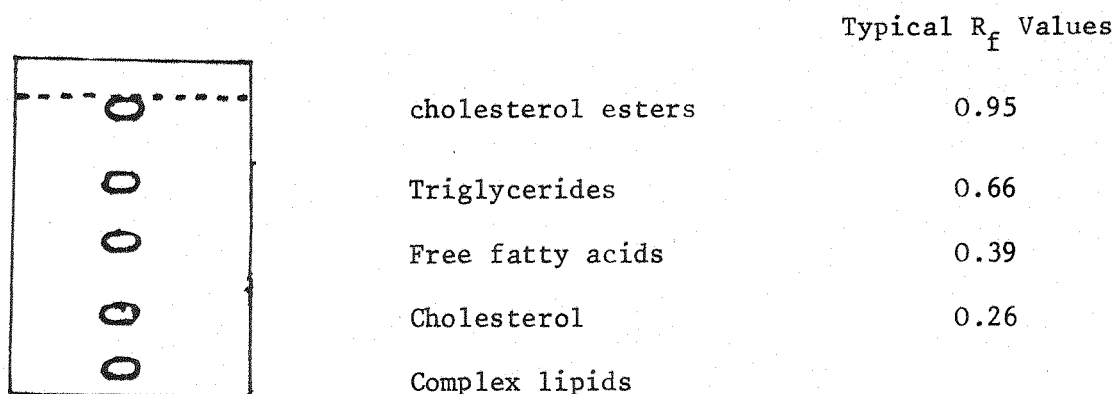 Typical Rf Values
cholesterol esters 0.95
Triglycerides 0.66
Free fatty acids 0.39
Cholesterol 0.26
Complex lipids